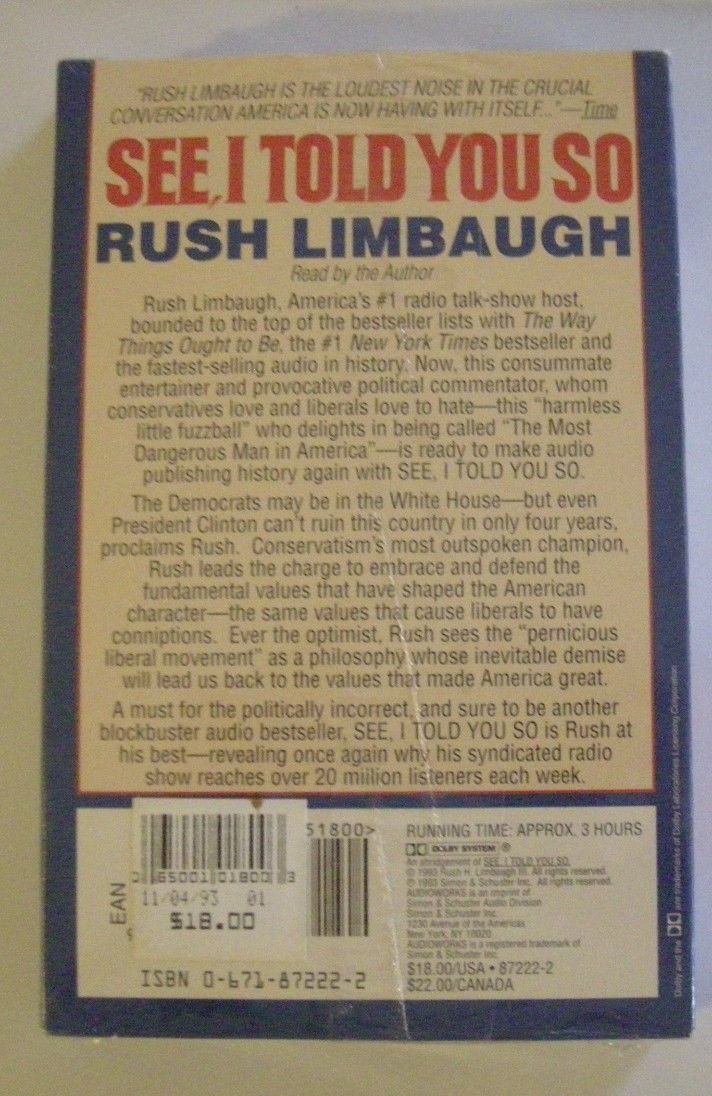 "RUSH LIMBAUGH IS THE LOUDEST NOISE IN THE CRUCIAL
CONVERSATION AMERICA IS NOW HAVING WITH ITSELF..."—Time
SEE, I TOLD YOU SO
RUSH LIMBAUGH
Read by the Author
Rush Limbaugh, America's #1 radio talk-show host,
bounded to the top of the bestseller lists with The Way
Things Ought to Be, the #1 New York Times bestseller and
the fastest-selling audio in history. Now, this consummate
entertainer and provocative political commentator, whom
conservatives love and liberals love to hate—this "harmless
little fuzzball" who delights in being called "The Most
Dangerous Man in America"—is ready to make audio
publishing history again with SEE, I TOLD YOU SO.
The Democrats may be in the White House—but even
President Clinton can't ruin this country in only four years,
proclaims Rush. Conservatism's most outspoken champion,
Rush leads the charge to embrace and defend the
fundamental values that have shaped the American
character—the same values that cause liberals to have
conniptions. Ever the optimist, Rush sees the "pernicious
liberal movement" as a philosophy whose inevitable demise
will lead us back to the values that made America great.
A must for the politically incorrect, and sure to be another
blockbuster audio bestseller, SEE, I TOLD YOU SO is Rush at
his best—revealing once again why his syndicated radio
show reaches over 20 million listeners each week.
51800>
EAN
0 65001 01800 3
11/04/93 01
$18.00
ISBN 0-671-87222-2
RUNNING TIME: APPROX. 3 HOURS
DOLBY SYSTEM ®
An abridgement of SEE, I TOLD YOU SO.
© 1993 Rush H. Limbaugh III. All rights reserved.
℗ 1993 Simon & Schuster Inc. All rights reserved.
AUDIOWORKS is an imprint of
Simon & Schuster Audio Division
Simon & Schuster Inc.
1230 Avenue of the Americas
New York, NY 10020
AUDIOWORKS is a registered trademark of
Simon & Schuster Inc.
$18.00/USA • 87222-2
$22.00/CANADA
Dolby and the are trademarks of Dolby Laboratories Licensing Corporation